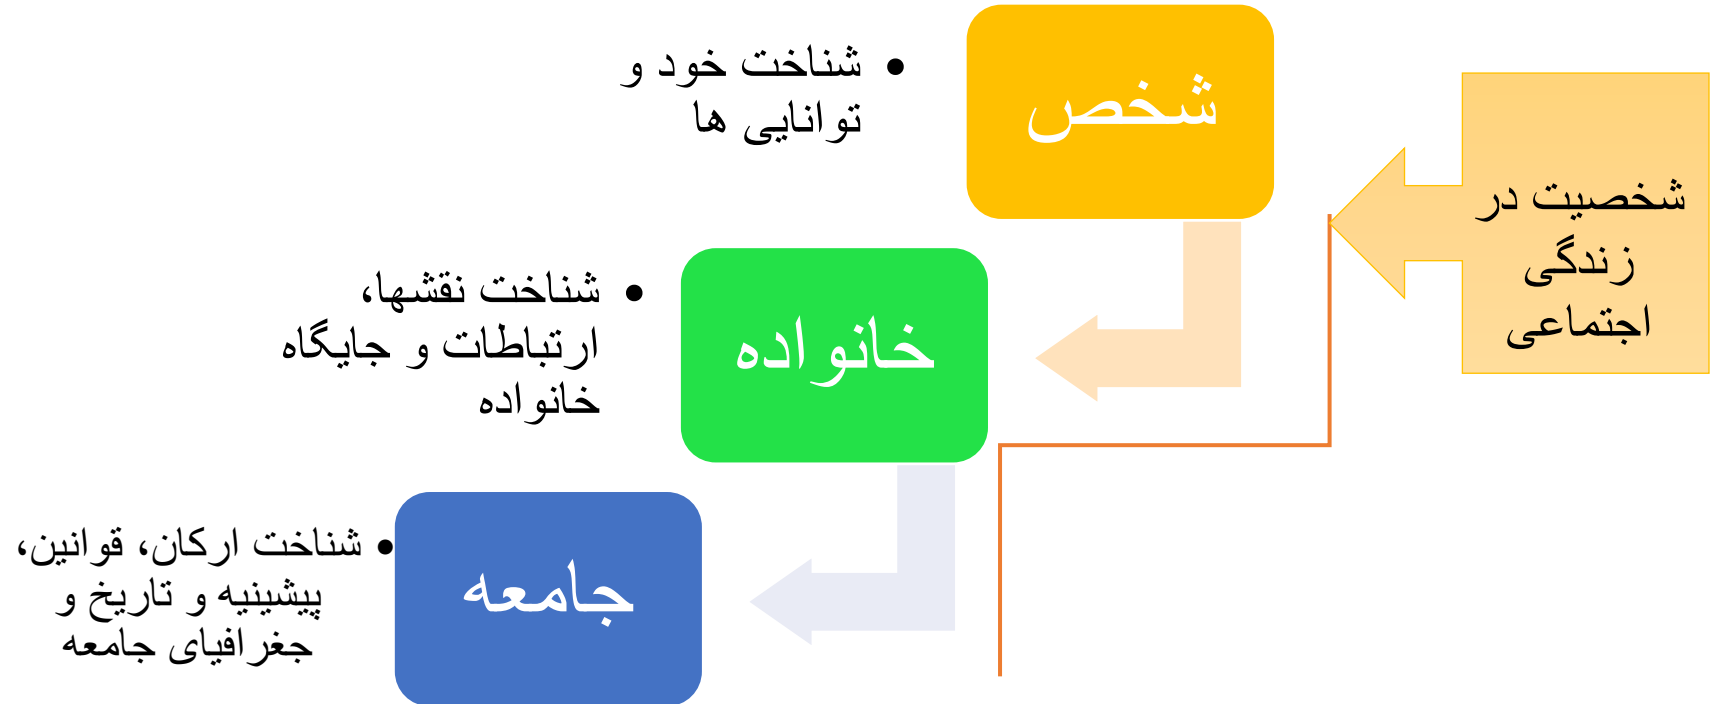 شخصیت در
زندگی
اجتماعی
شخص
• شناخت خود و
توانایی ها
خانواده
• شناخت نقشها،
ارتباطات و جایگاه
خانواده
جامعه
• شناخت ارکان، قوانین،
پیشینیه و تاریخ و
جغرافیای جامعه